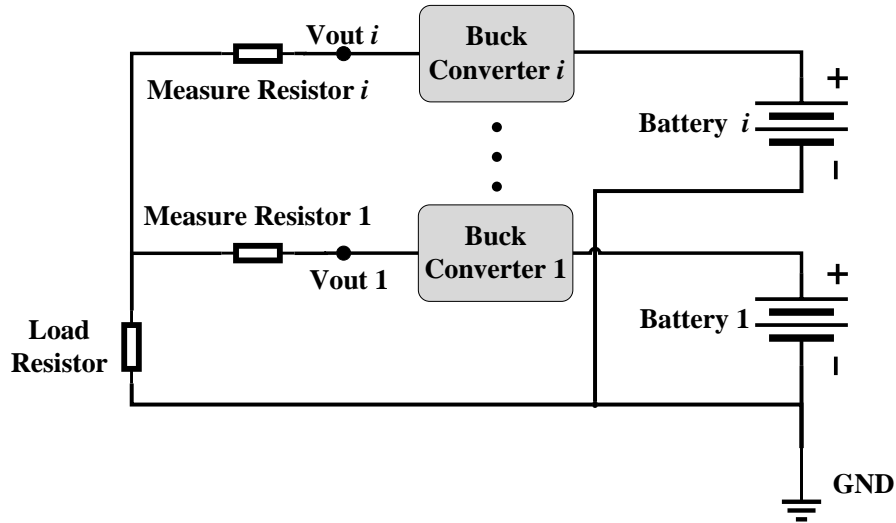 Vout i
Buck
Converter i
Measure Resistor i
+
Battery i
Measure Resistor 1
Buck
Converter 1
Vout 1
+
Battery 1
Load
Resistor
GND